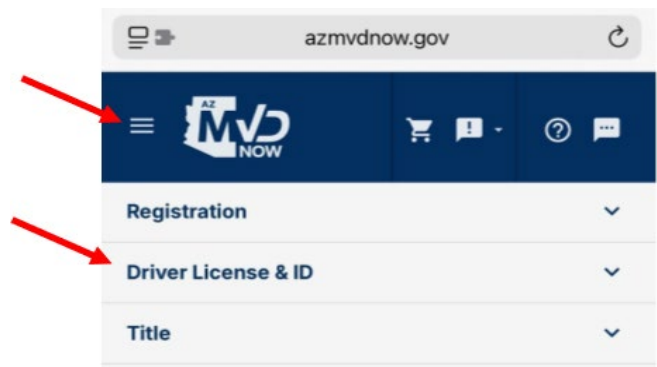 azmvdnow.gov
AZ
MVD
NOW
Registration
Driver License & ID
Title